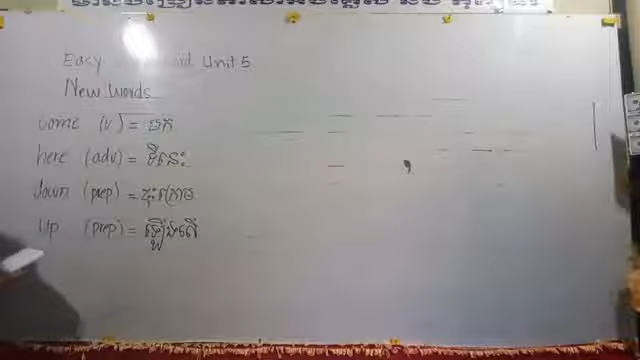 Easy Unit 5
New Words
come (v) = មក
here (adv) = ទីនេះ
down (prep) = ចុះក្រោម
up (prep) = ឡើងលើ